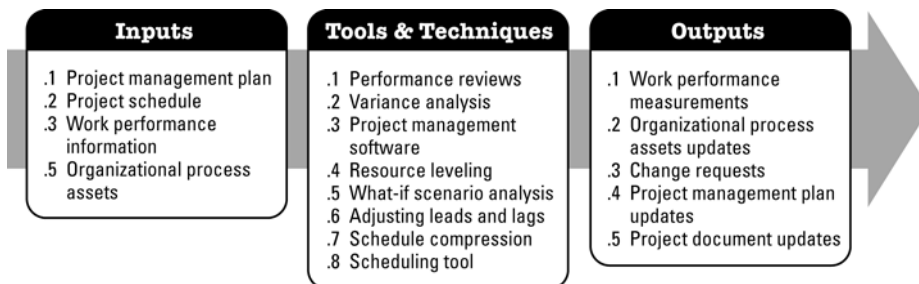 Inputs
.1 Project management plan
.2 Project schedule
.3 Work performance
information
.5 Organizational process
assets
Tools & Techniques
.1 Performance reviews
.2 Variance analysis
.3 Project management
software
.4 Resource leveling
.5 What-if scenario analysis
.6 Adjusting leads and lags
.7 Schedule compression
.8 Scheduling tool
Outputs
.1 Work performance
measurements
.2 Organizational process
assets updates
.3 Change requests
.4 Project management plan
updates
.5 Project document updates